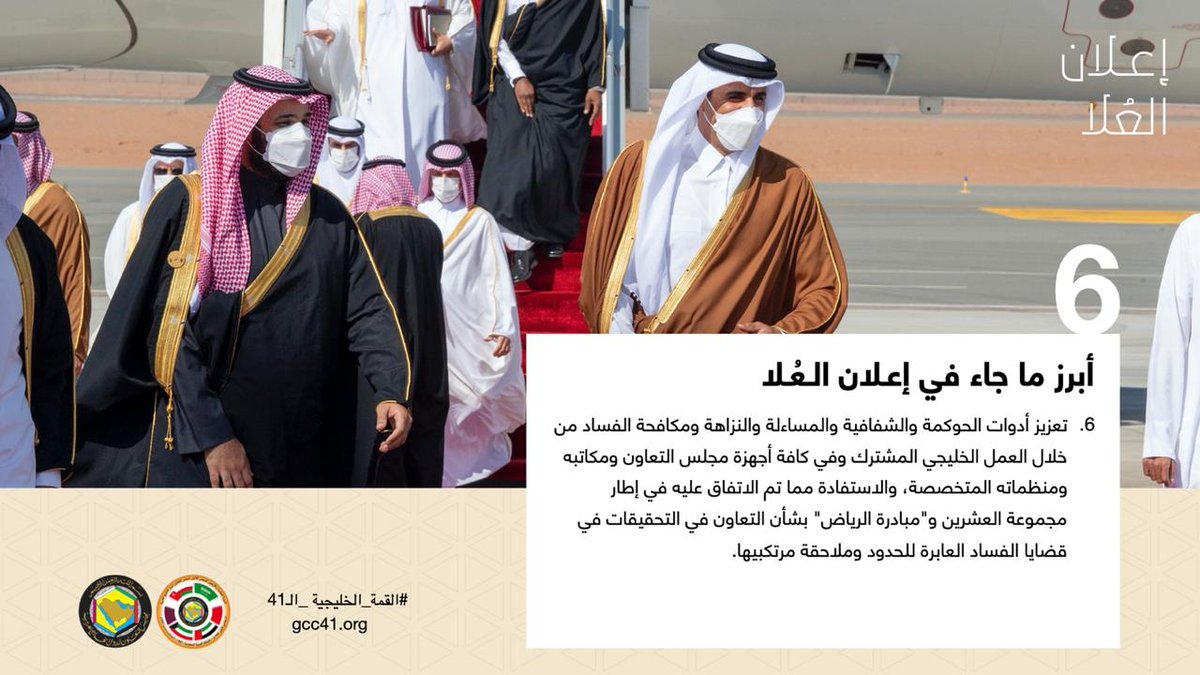 إعلان
العُلا
6
أبرز ما جاء في إعلان العُلا
6. تعزيز أدوات الحوكمة والشفافية والمساءلة والنزاهة ومكافحة الفساد من
خلال العمل الخليجي المشترك وفي كافة أجهزة مجلس التعاون ومكاتبه
ومنظماته المتخصصة، والاستفادة مما تم الاتفاق عليه في إطار
مجموعة العشرين و"مبادرة الرياض" بشأن التعاون في التحقيقات في
قضايا الفساد العابرة للحدود وملاحقة مرتكبيها.
#القمة_الخليجية _الـ41
gcc41.org